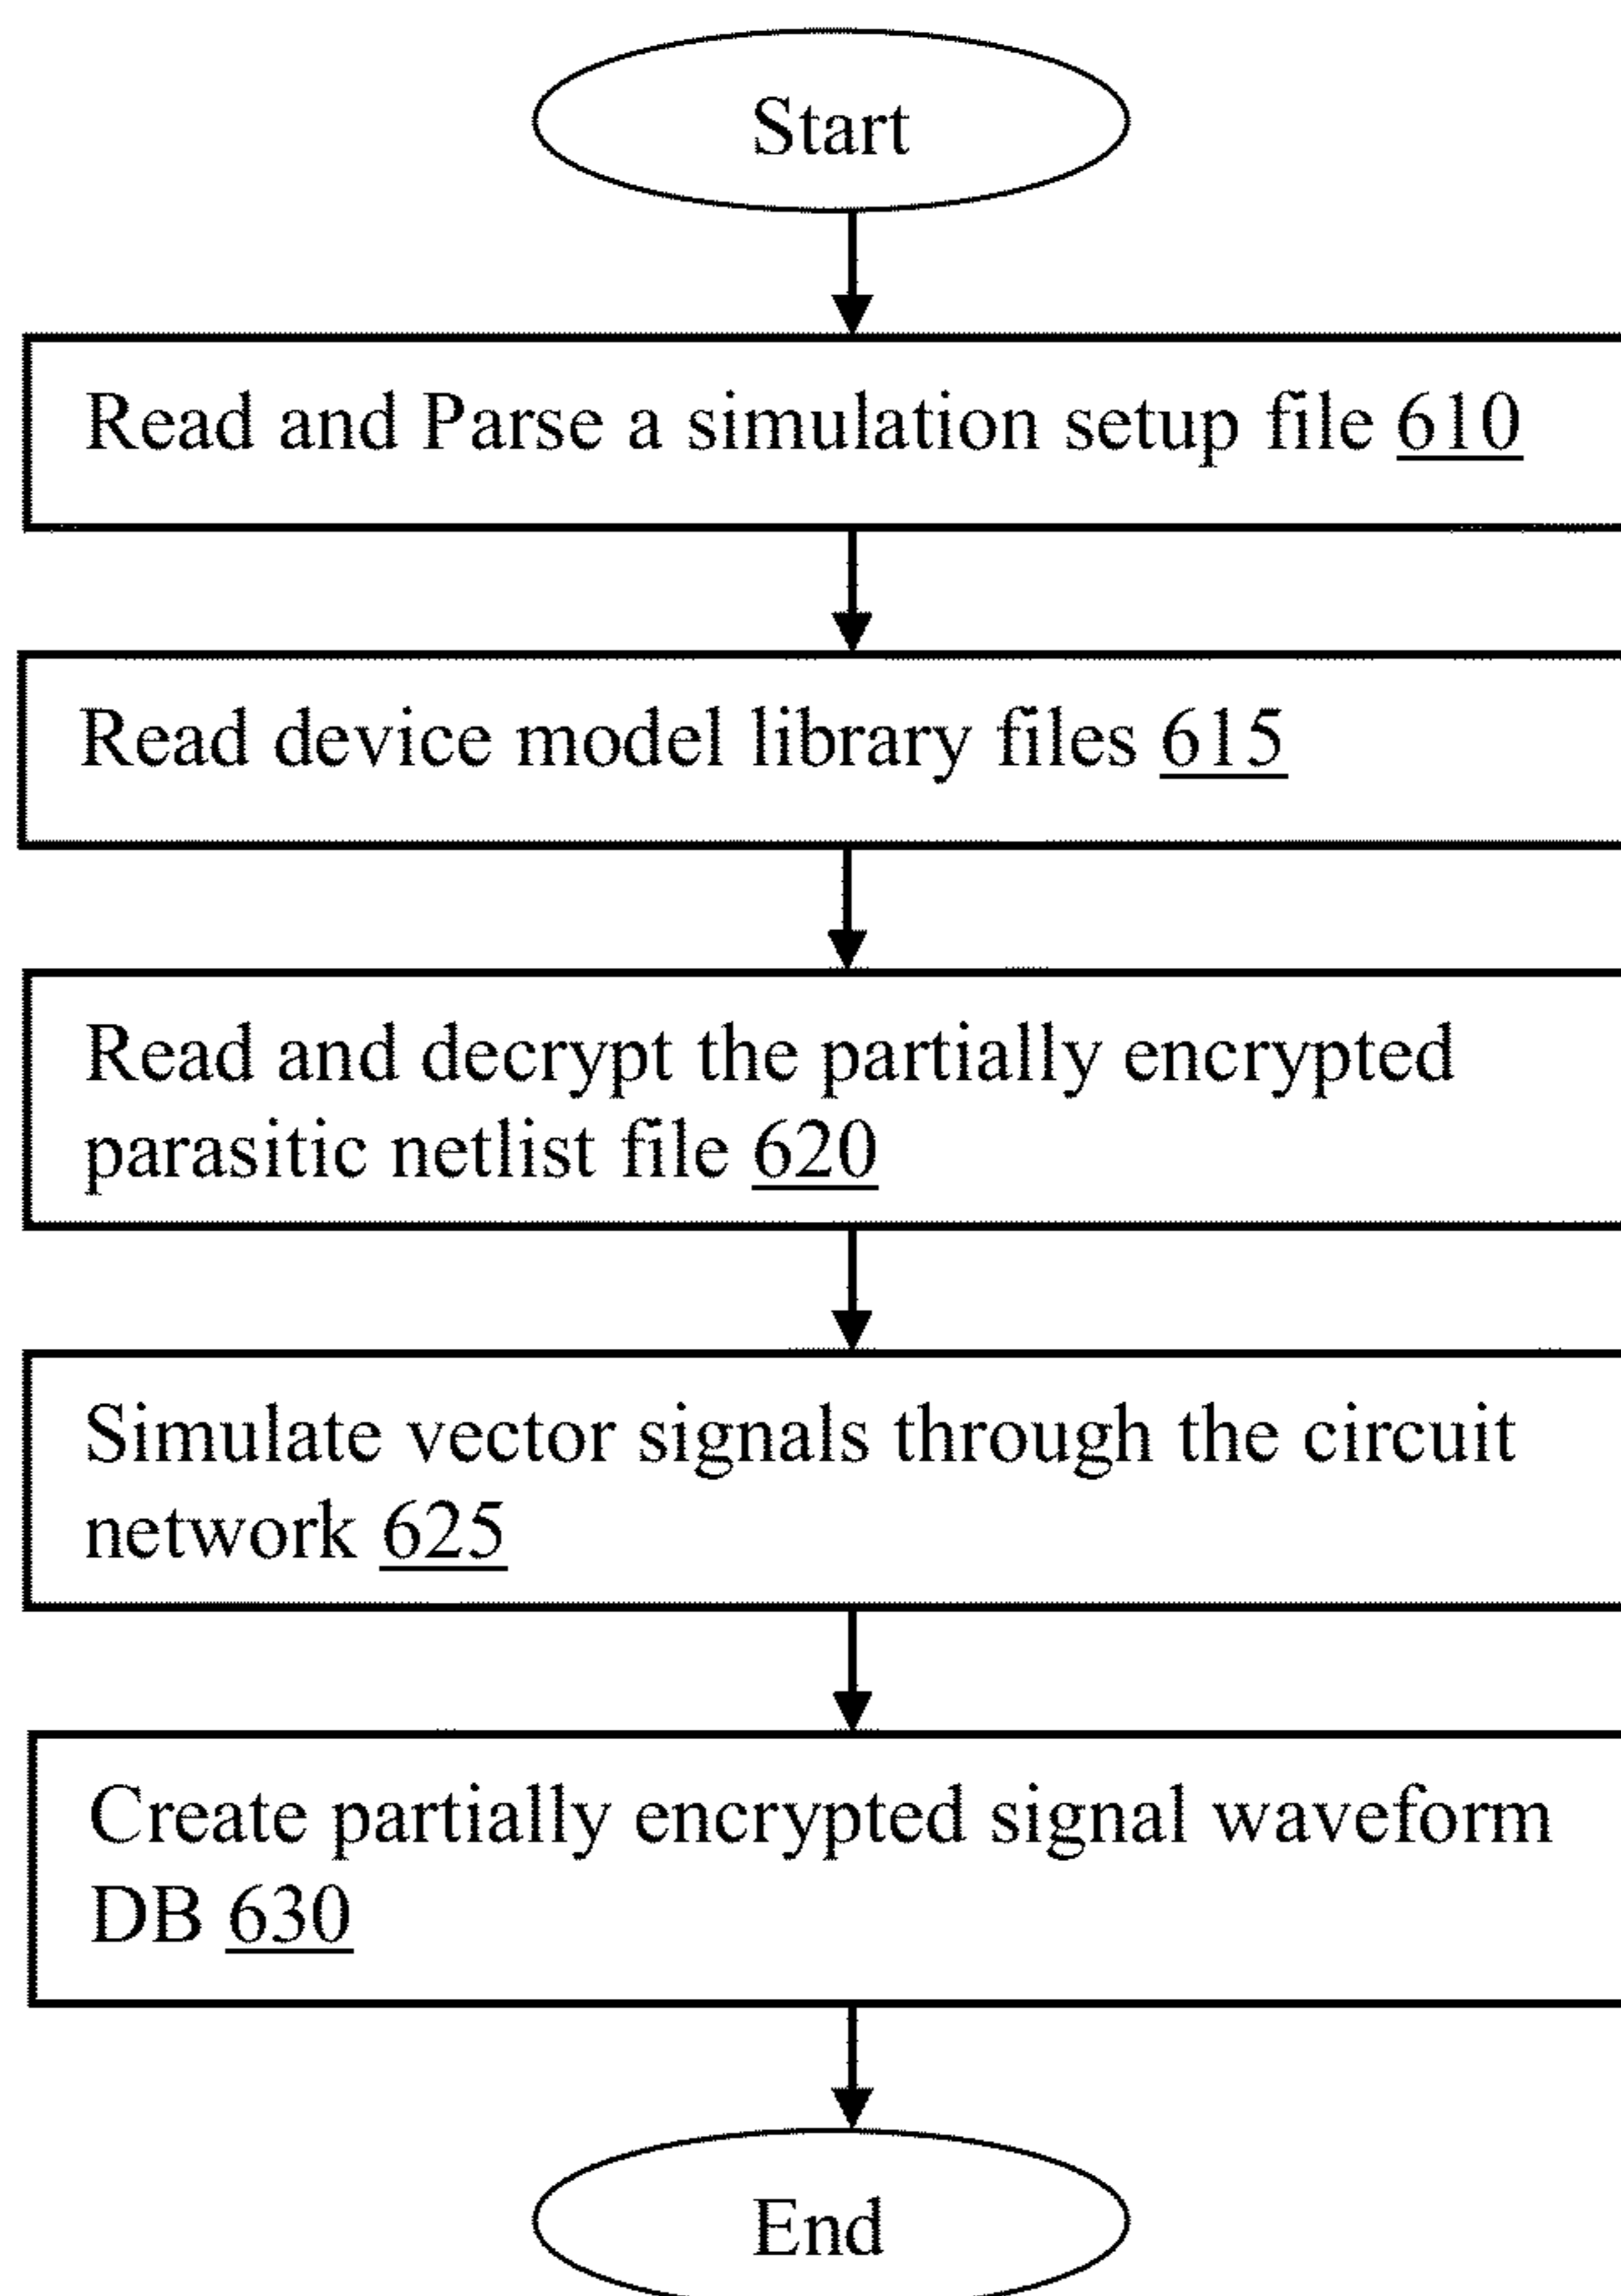 Start
Read and Parse a simulation setup file 610
Read device model library files 615
Read and decrypt the partially encrypted
parasitic netlist file 620
Simulate vector signals through the circuit
network 625
Create partially encrypted signal waveform
DB 630
End